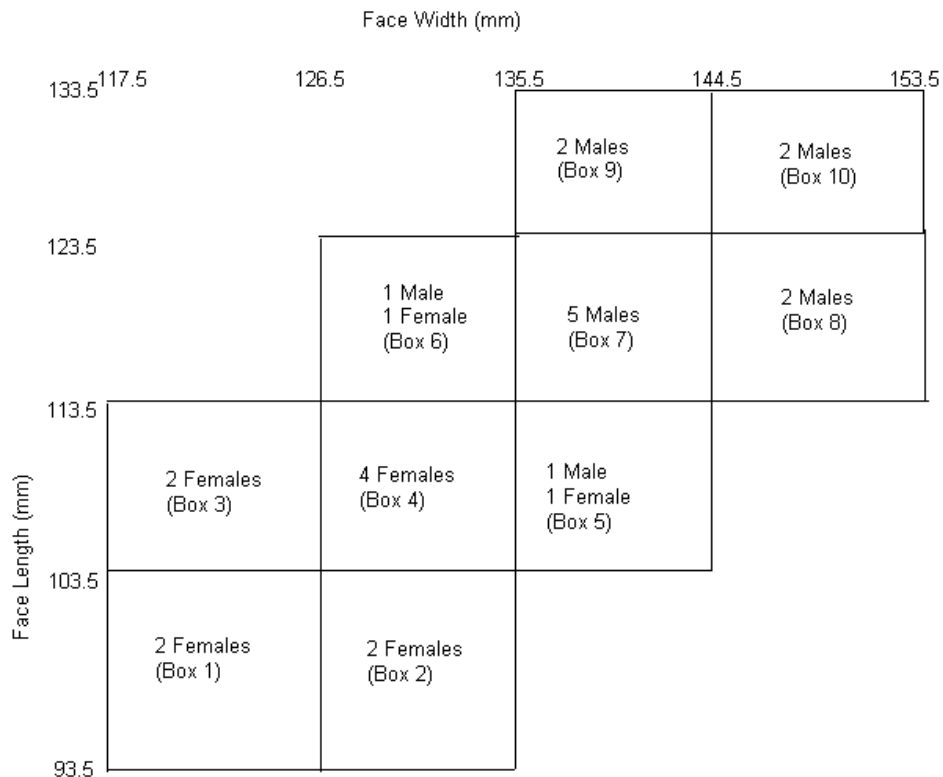 Face Width (mm)
117.5 126.5 135.5 144.5 153.5
133.5
2 Males
(Box 9)
2 Males
(Box 10)
123.5
1 Male
1 Female
(Box 6)
5 Males
(Box 7)
2 Males
(Box 8)
113.5
2 Females
(Box 3)
4 Females
(Box 4)
1 Male
1 Female
(Box 5)
Face Length (mm)
103.5
2 Females
(Box 1)
2 Females
(Box 2)
93.5